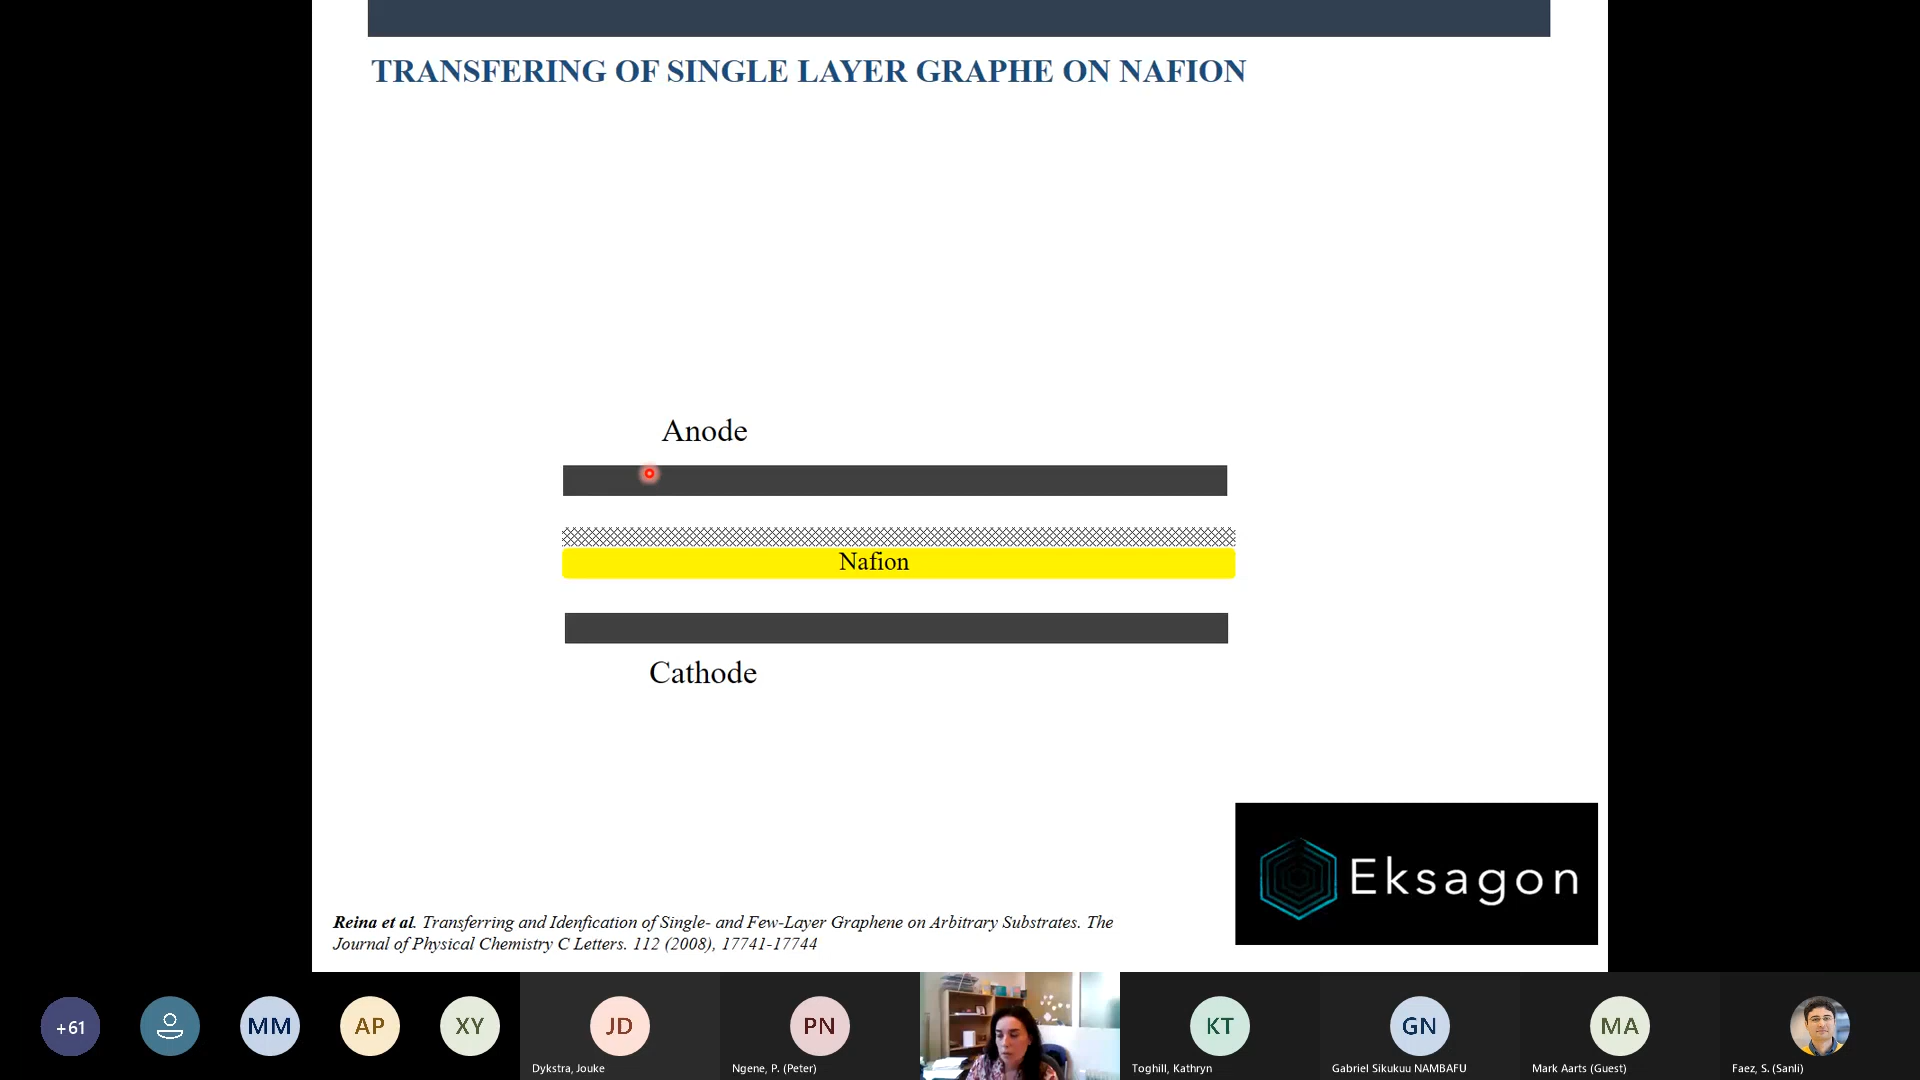 TRANSFERING OF SINGLE LAYER GRAPHE ON NAFION
Anode
Nafion
Cathode
Eksagon
Reina et al. Transferring and Idenfication of Single- and Few-Layer Graphene on Arbitrary Substrates. The
Journal of Physical Chemistry C Letters. 112 (2008), 17741-17744
+61
MM
AP
XY
JD
Dykstra, Jouke
PN
Ngene, P. (Peter)
KT
Toghill, Kathryn
GN
Gabriel Sikukuu NAMBAFU
MA
Mark Aarts (Guest)
Faez, S. (Sanli)